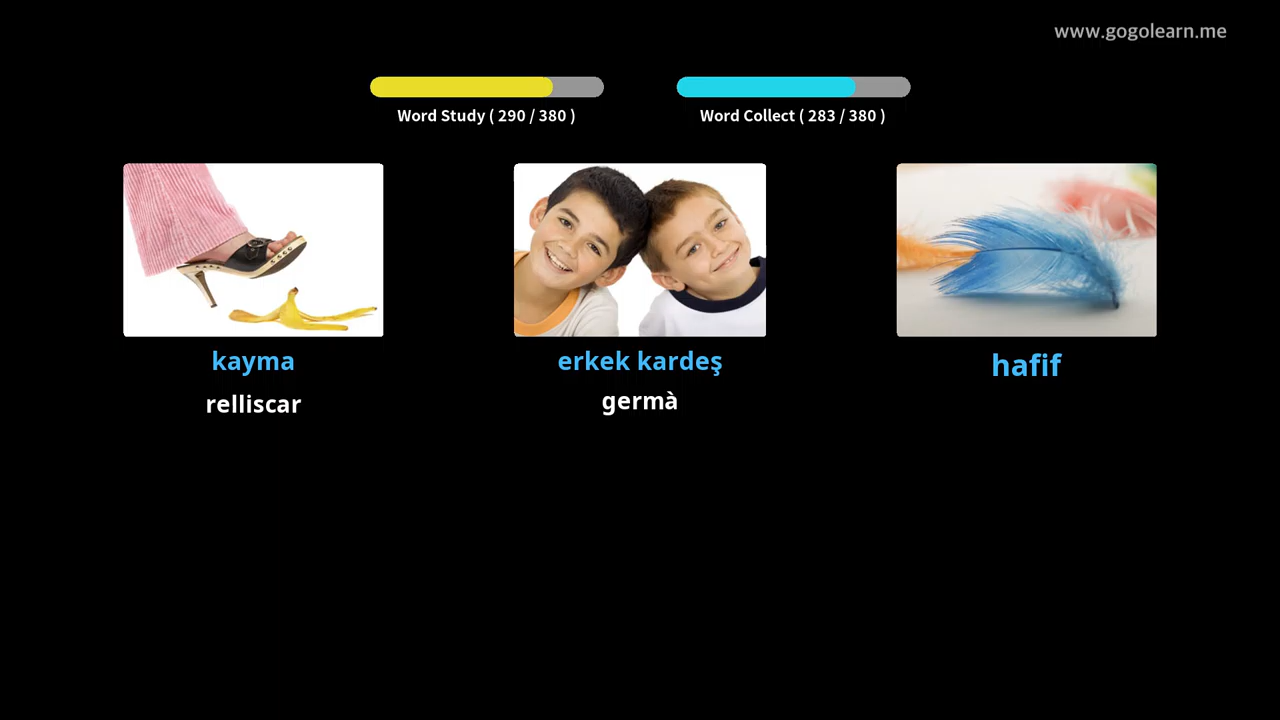 www.gogolearn.me
Word Study ( 290 / 380 )
Word Collect ( 283 / 380 )
kayma
relliscar
erkek kardeş
germà
hafif